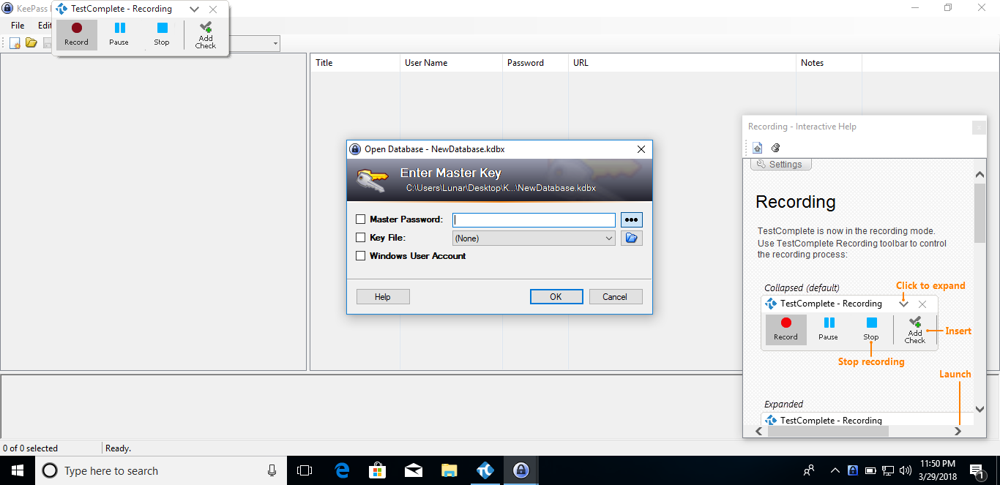 KeePass
TestComplete - Recording
File
Edit
Record
Pause
Stop
Add
Check
Title
User Name
Password
URL
Notes
Open Database - NewDatabase.kdbx
Enter Master Key
C:\Users\Lunar\Desktop\K...\NewDatabase.kdbx
Master Password:
Key File:
(None)
Windows User Account
Help
OK
Cancel
Recording - Interactive Help
Settings
Recording
TestComplete is now in the recording mode.
Use TestComplete Recording toolbar to control
the recording process:
Collapsed (default)
Click to expand
TestComplete - Recording
Record
Pause
Stop
Add
Check
Insert
Stop recording
Launch
Expanded
TestComplete - Recording
0 of 0 selected
Ready.
Type here to search
11:50 PM
3/29/2018
1